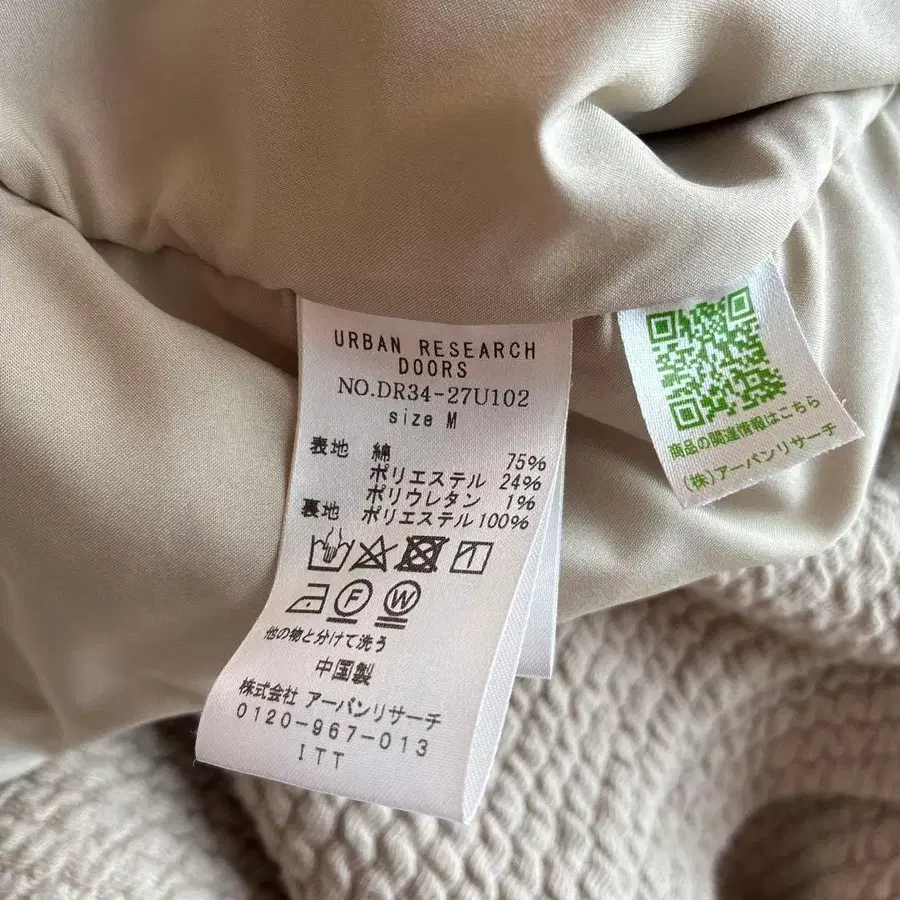 URBAN RESEARCH
DOORS
NO.DR34-27U102
size M
表地 綿 75%
ポリエステル 24%
ポリウレタン 1%
裏地 ポリエステル 100%
F W
他の物と分けて洗う
中国製
株式会社 アーバンリサーチ
0120-967-013
ITT
商品の関連情報はこちら
(株)アーバンリサーチ